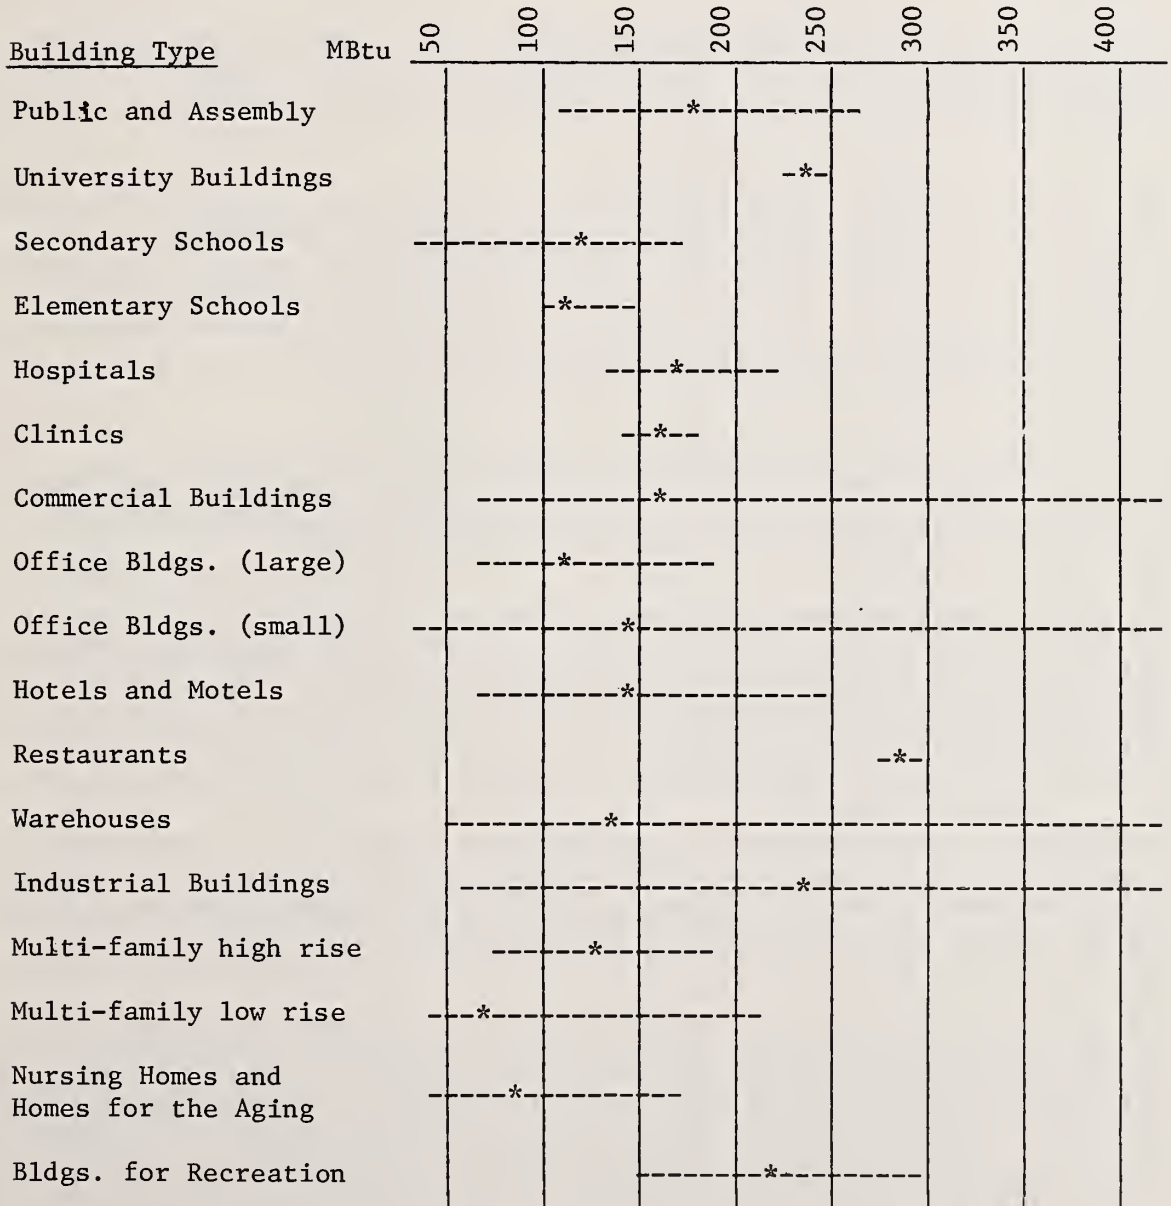 50 100 150 200 250 300 350 400
Building Type MBtu
Public and Assembly
University Buildings
Secondary Schools
Elementary Schools
Hospitals
Clinics
Commercial Buildings
Office Bldgs. (large)
Office Bldgs. (small)
Hotels and Motels
Restaurants
Warehouses
Industrial Buildings
Multi-family high rise
Multi-family low rise
Nursing Homes and
Homes for the Aging
Bldgs. for Recreation